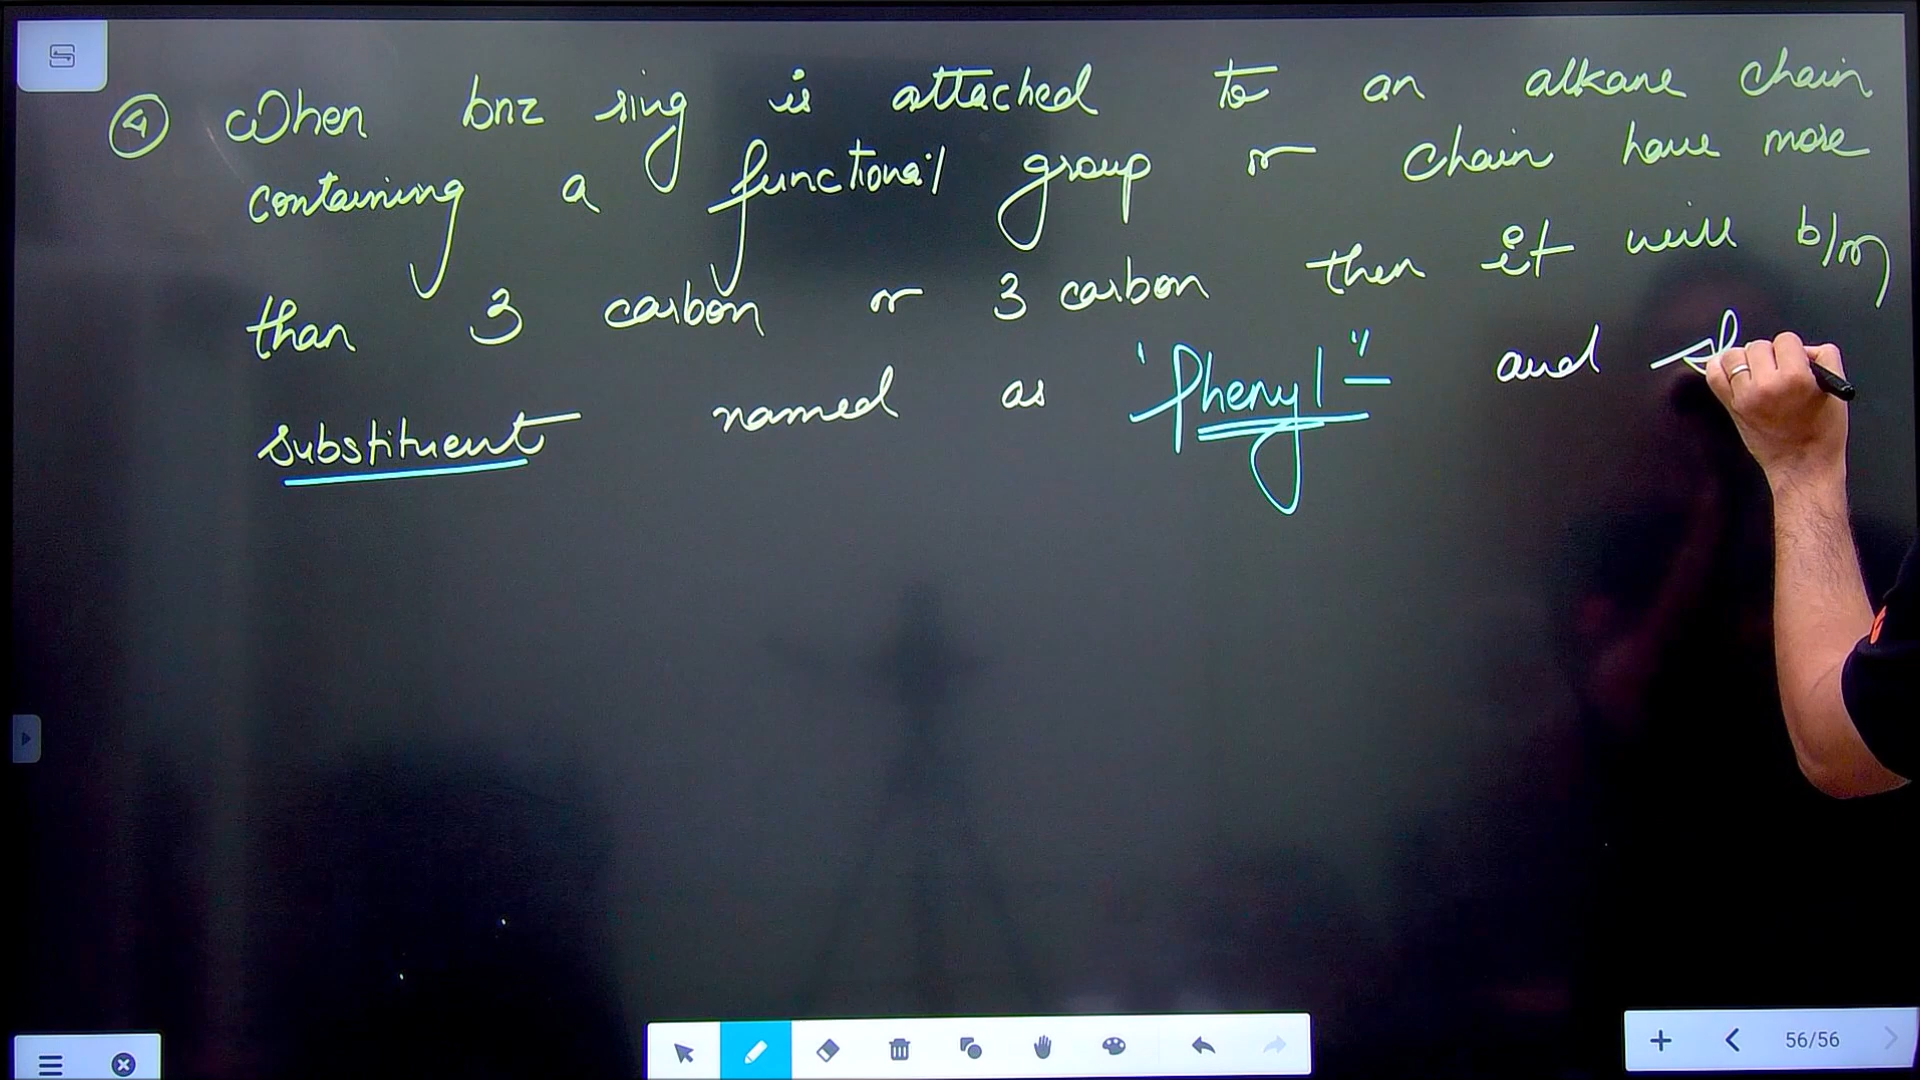 ④ When bnz ring is attached to an alkane chain
containing a functional group or chain have more
than 3 carbon or 3 carbon then it will b/m
substituent named as "Phenyl-" and
56/56